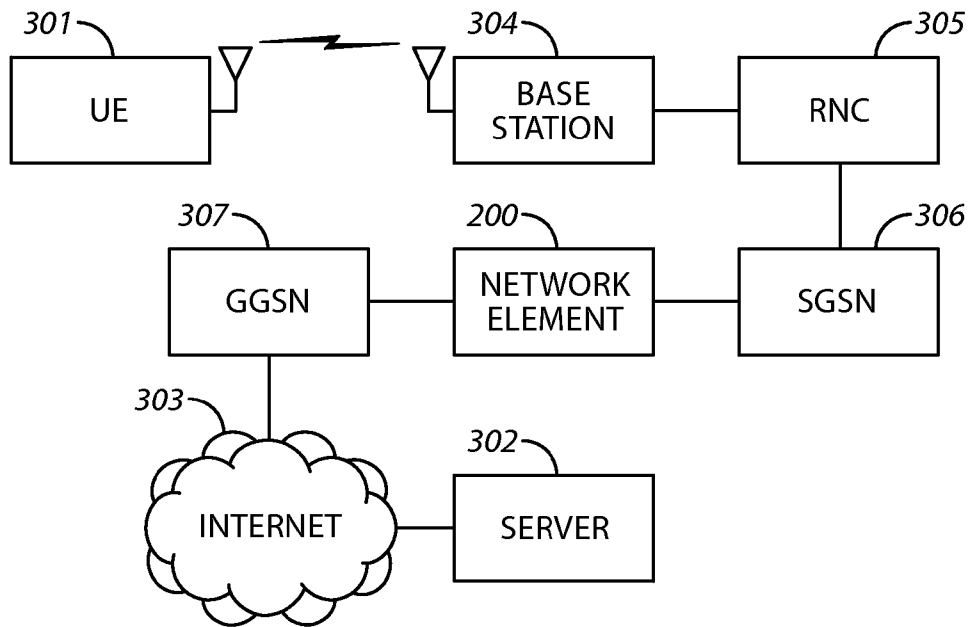 301
304
305
UE
BASE
STATION
RNC
307
200
306
GGSN
NETWORK
ELEMENT
SGSN
303
302
INTERNET
SERVER